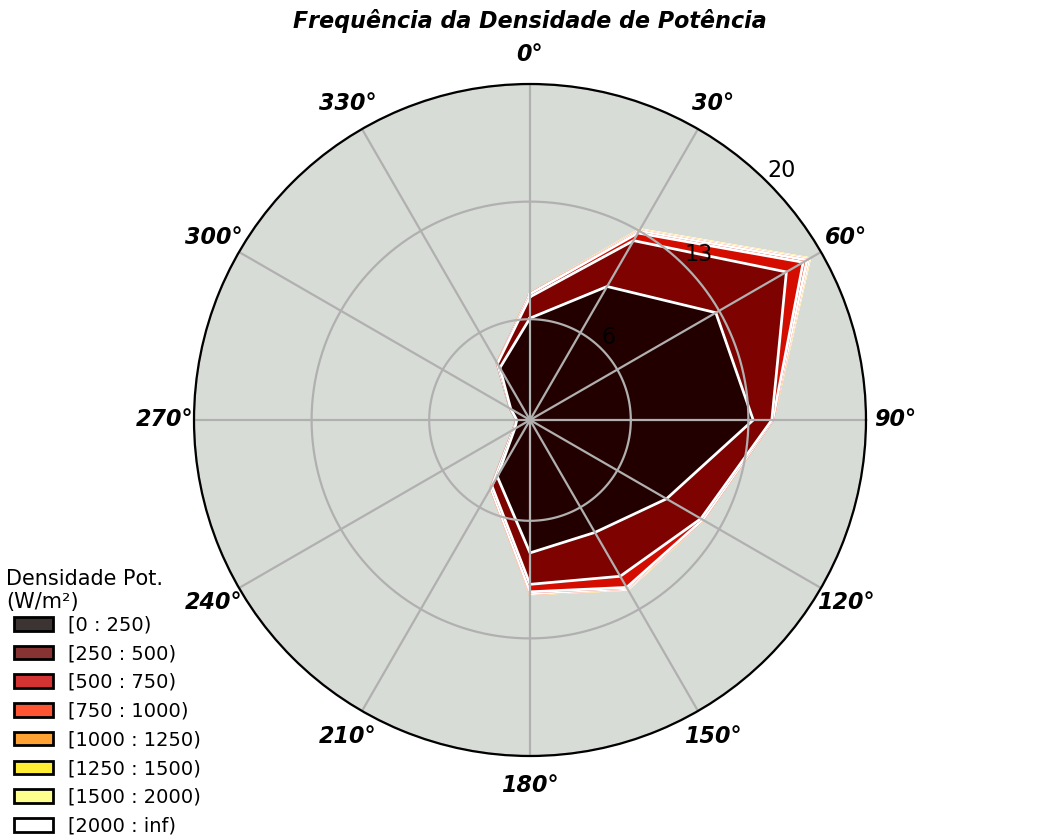 Frequência da Densidade de Potência
0°
330°
30°
20
300°
60°
13
6
270°
90°
240°
120°
210°
150°
180°
Densidade Pot.
(W/m²)
[0 : 250)
[250 : 500)
[500 : 750)
[750 : 1000)
[1000 : 1250)
[1250 : 1500)
[1500 : 2000)
[2000 : inf)